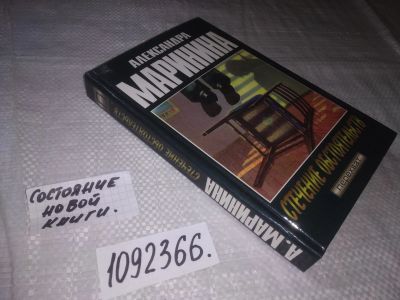 АЛЕКСАНДРА
МАРИНИНА
СТЕЧЕНИЕ ОБСТОЯТЕЛЬСТВ
А. МАРИНИНА
СТЕЧЕНИЕ ОБСТОЯТЕЛЬСТВ
СОСТОЯНИЕ
НОВОЙ
КНИГИ.
1092366.